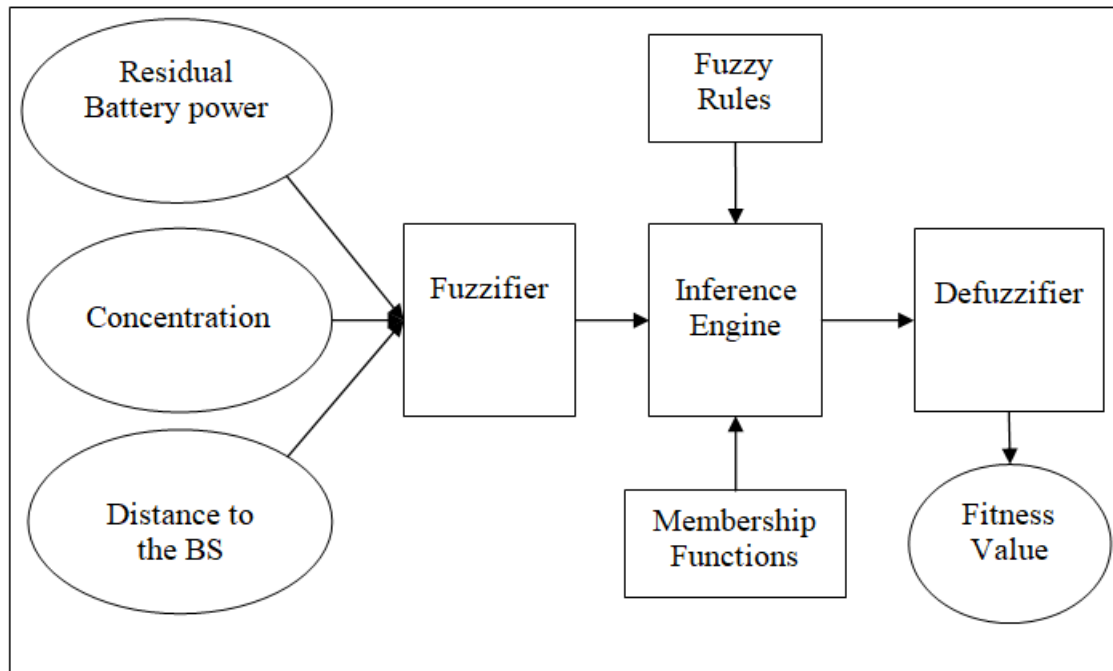 Residual
Battery power
Concentration
Distance to
the BS
Fuzzifier
Fuzzy
Rules
Inference
Engine
Membership
Functions
Defuzzifier
Fitness
Value